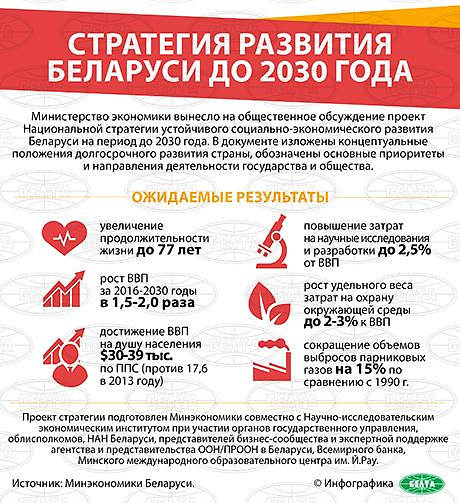 СТРАТЕГИЯ РАЗВИТИЯ
БЕЛАРУСИ ДО 2030 ГОДА
Министерство экономики вынесло на общественное обсуждение проект
Национальной стратегии устойчивого социально-экономического развития
Беларуси на период до 2030 года. В документе изложены концептуальные
положения долгосрочного развития страны, обозначены основные приоритеты
и направления деятельности государства и общества.
ОЖИДАЕМЫЕ РЕЗУЛЬТАТЫ
увеличение
продолжительности
жизни до 77 лет
рост ВВП
за 2016-2030 годы
в 1,5-2,0 раза
достижение ВВП
на душу населения
$30-39 тыс.
по ППС (против 17,6
в 2013 году)
повышение затрат
на научные исследования
и разработки до 2,5%
от ВВП
рост удельного веса
затрат на охрану
окружающей среды
до 2-3% к ВВП
сокращение объемов
выбросов парниковых
газов на 15% по
сравнению с 1990 г.
Проект стратегии подготовлен Минэкономики совместно с Научно-исследовательским
экономическим институтом при участии органов государственного управления,
облисполкомов, НАН Беларуси, представителей бизнес-сообщества и экспертной поддержке
агентства и представительства ООН/ПРООН в Беларуси, Всемирного банка,
Минского международного образовательного центра им. Й.Рау.
Источник: Минэкономики Беларуси.
© Инфографика
БЕЛТА